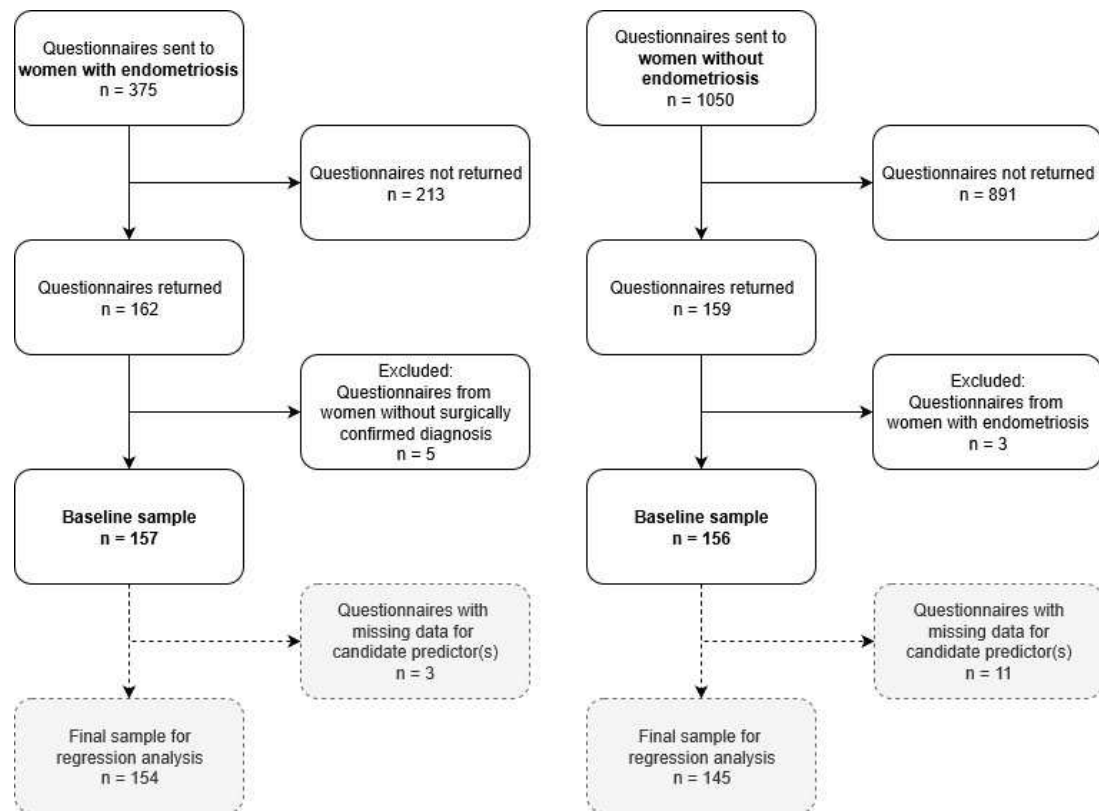 Questionnaires sent to
women with endometriosis
n = 375
Questionnaires not returned
n = 213
Questionnaires returned
n = 162
Excluded:
Questionnaires from
women without surgically
confirmed diagnosis
n = 5
Baseline sample
n = 157
Questionnaires with
missing data for
candidate predictor(s)
n = 3
Final sample for
regression analysis
n = 154
Questionnaires sent to
women without
endometriosis
n = 1050
Questionnaires not returned
n = 891
Questionnaires returned
n = 159
Excluded:
Questionnaires from
women with endometriosis
n = 3
Baseline sample
n = 156
Questionnaires with
missing data for
candidate predictor(s)
n = 11
Final sample for
regression analysis
n = 145